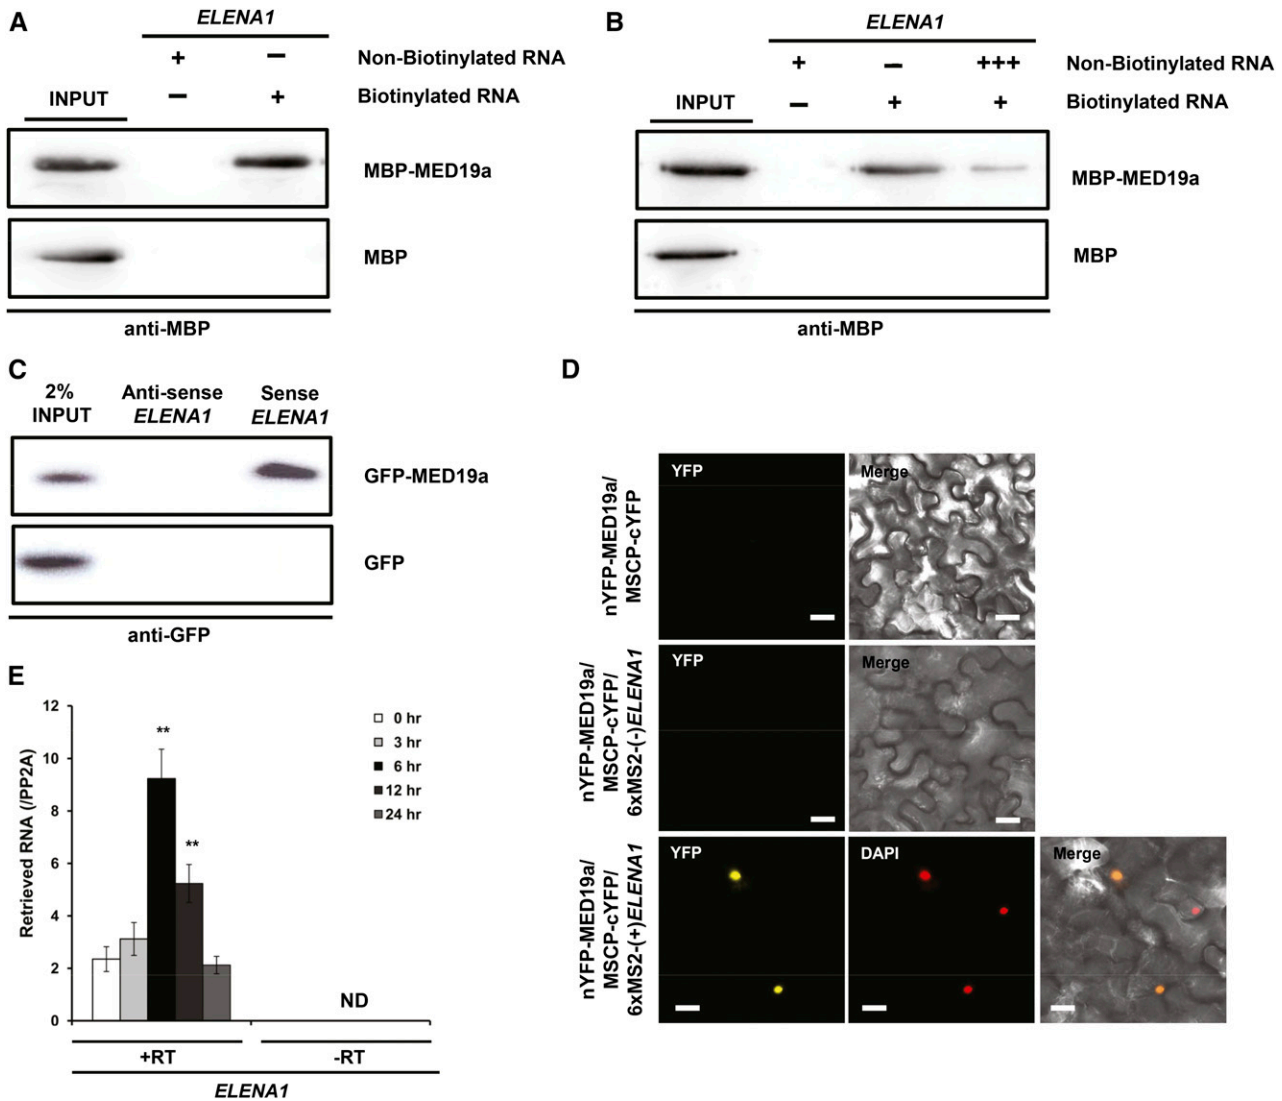 A
ELENA1
+ – Non-Biotinylated RNA
INPUT – + Biotinylated RNA
MBP-MED19a
MBP
anti-MBP
B
ELENA1
+ – +++ Non-Biotinylated RNA
INPUT – + + Biotinylated RNA
MBP-MED19a
MBP
anti-MBP
C
2% INPUT
Anti-sense ELENA1
Sense ELENA1
GFP-MED19a
GFP
anti-GFP
D
nYFP-MED19a/
MSCP-cYFP
YFP
Merge
nYFP-MED19a/
MSCP-cYFP/
6xMS2-(-)ELENA1
YFP
Merge
nYFP-MED19a/
MSCP-cYFP/
6xMS2-(+)ELENA1
YFP
DAPI
Merge
E
Retrieved RNA (/PP2A)
12
10
8
6
4
2
0
**
**
0 hr
3 hr
6 hr
12 hr
24 hr
ND
+RT
-RT
ELENA1